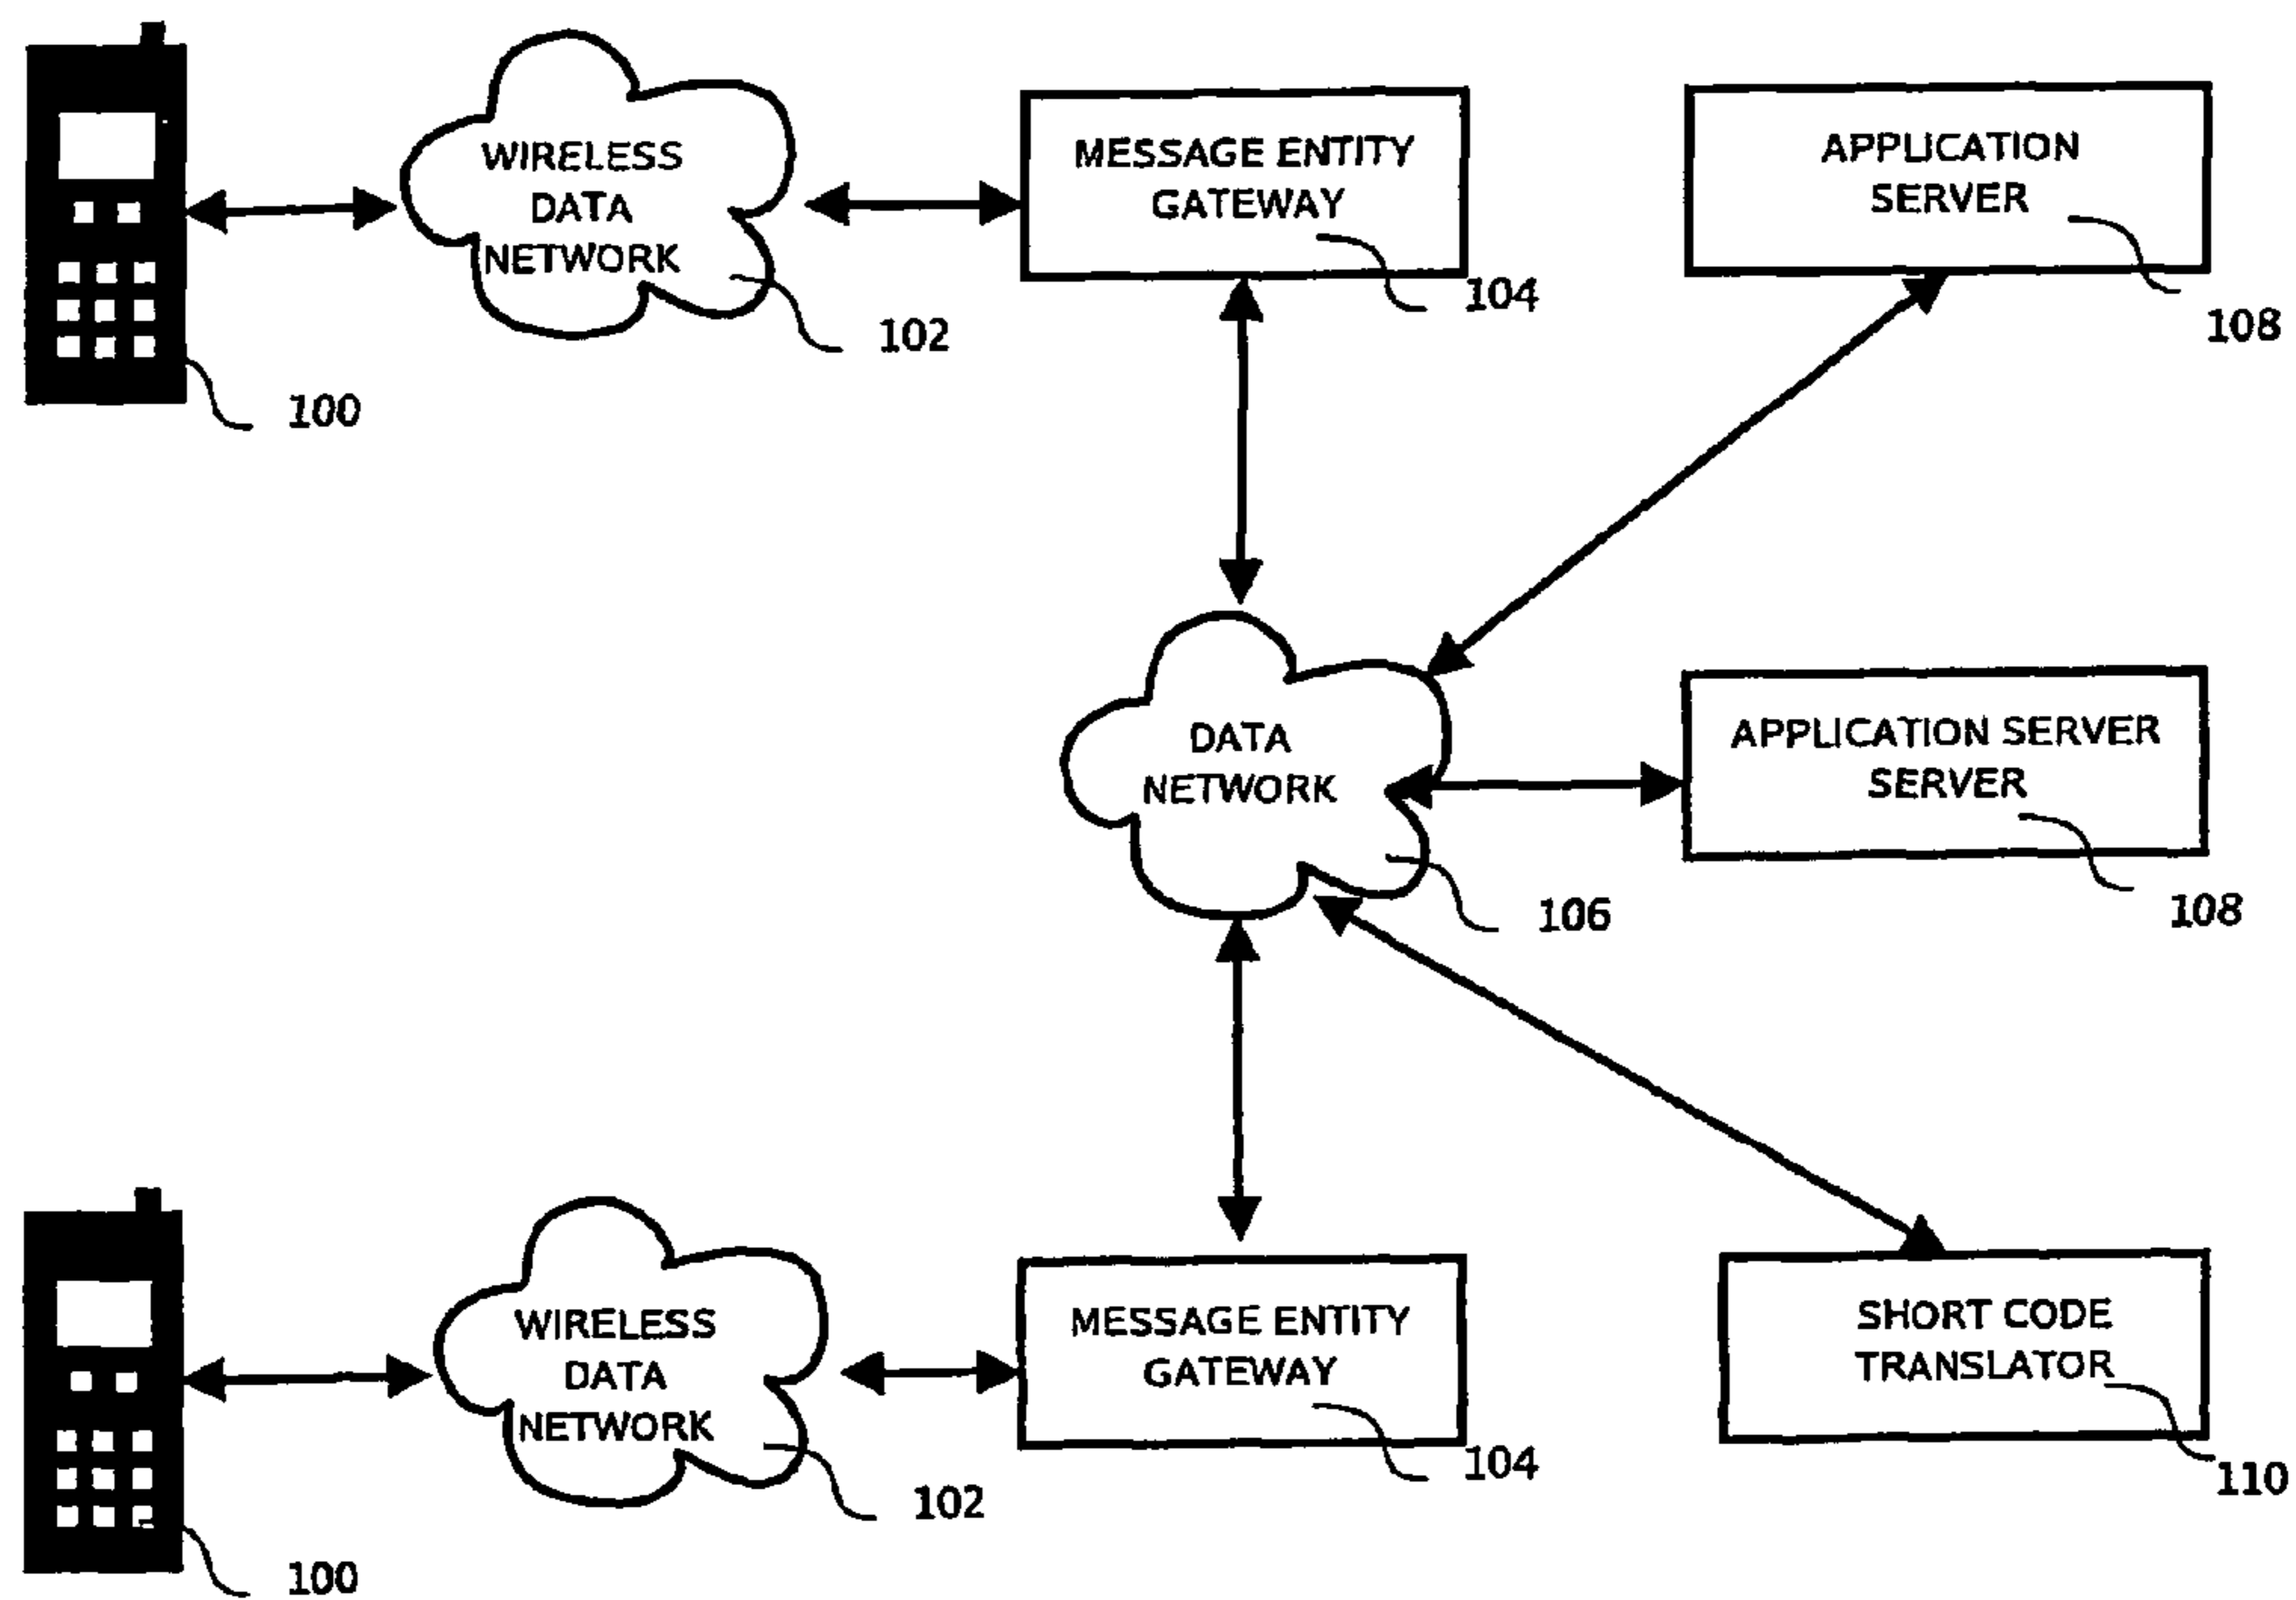 WIRELESS
DATA
NETWORK
102
100
MESSAGE ENTITY
GATEWAY
104
APPLICATION
SERVER
108
DATA
NETWORK
106
APPLICATION SERVER
SERVER
108
WIRELESS
DATA
NETWORK
102
100
MESSAGE ENTITY
GATEWAY
104
SHORT CODE
TRANSLATOR
110